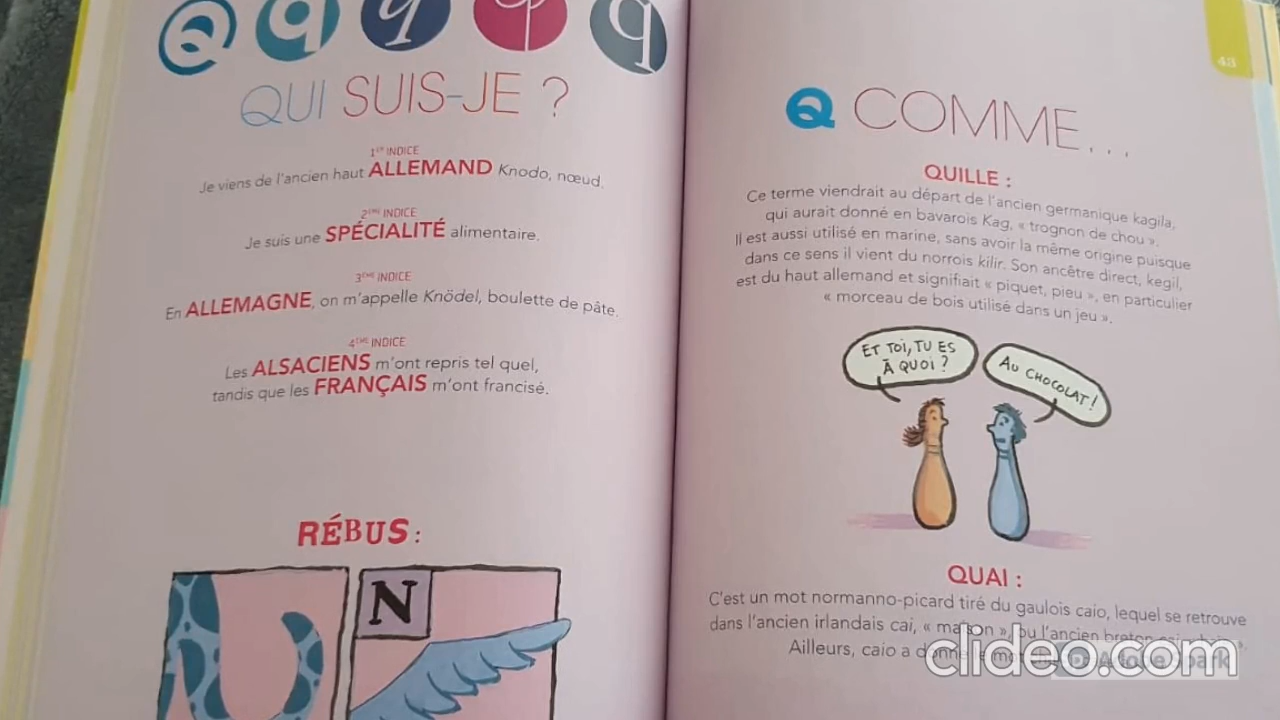 Q q q q q
QUI SUIS-JE ?
1ER INDICE
Je viens de l'ancien haut ALLEMAND Knodo, nœud.
2ÈME INDICE
Je suis une SPÉCIALITÉ alimentaire.
3ÈME INDICE
En ALLEMAGNE, on m'appelle Knödel, boulette de pâte.
4ÈME INDICE
Les ALSACIENS m'ont repris tel quel,
tandis que les FRANÇAIS m'ont francisé.
RÉBUS :
N
43
Q COMME...
QUILLE :
Ce terme viendrait au départ de l'ancien germanique kagila,
qui aurait donné en bavarois Kag, « trognon de chou ».
Il est aussi utilisé en marine, sans avoir la même origine puisque
dans ce sens il vient du norrois kilir. Son ancêtre direct, kegil,
est du haut allemand et signifiait « piquet, pieu », en particulier
« morceau de bois utilisé dans un jeu ».
ET TOI, TU ES
À QUOI ?
AU CHOCOLAT !
QUAI :
C'est un mot normanno-picard tiré du gaulois caio, lequel se retrouve
dans l'ancien irlandais cai, « maison », ou l'ancien breton
Ailleurs, caio a donné le mot
clideo.com